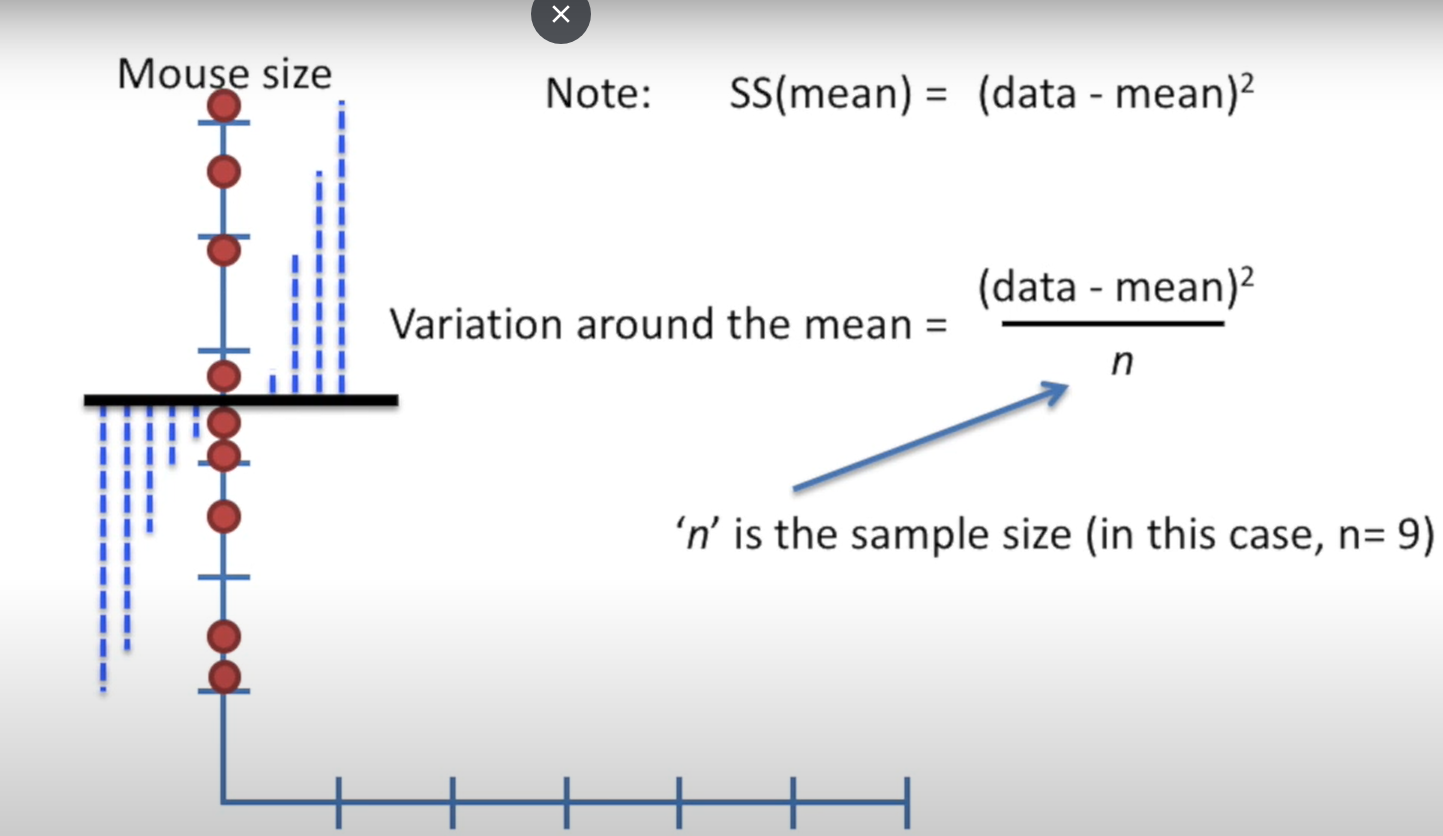 Mouse size
Note: SS(mean) = (data - mean)²
Variation around the mean = (data - mean)²
n
‘n’ is the sample size (in this case, n= 9)